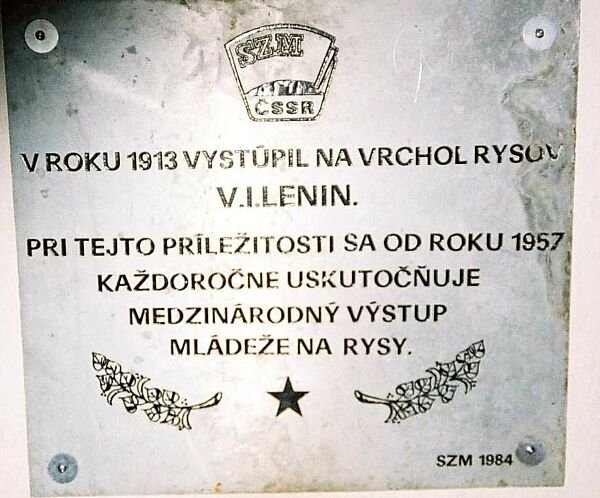 SZM
ČSSR
V ROKU 1913 VYSTÚPIL NA VRCHOL RYSOV
V.I.LENIN.
PRI TEJTO PRÍLEŽITOSTI SA OD ROKU 1957
KAŽDOROČNE USKUTOČŇUJE
MEDZINÁRODNÝ VÝSTUP
MLÁDEŽE NA RYSY.
SZM 1984